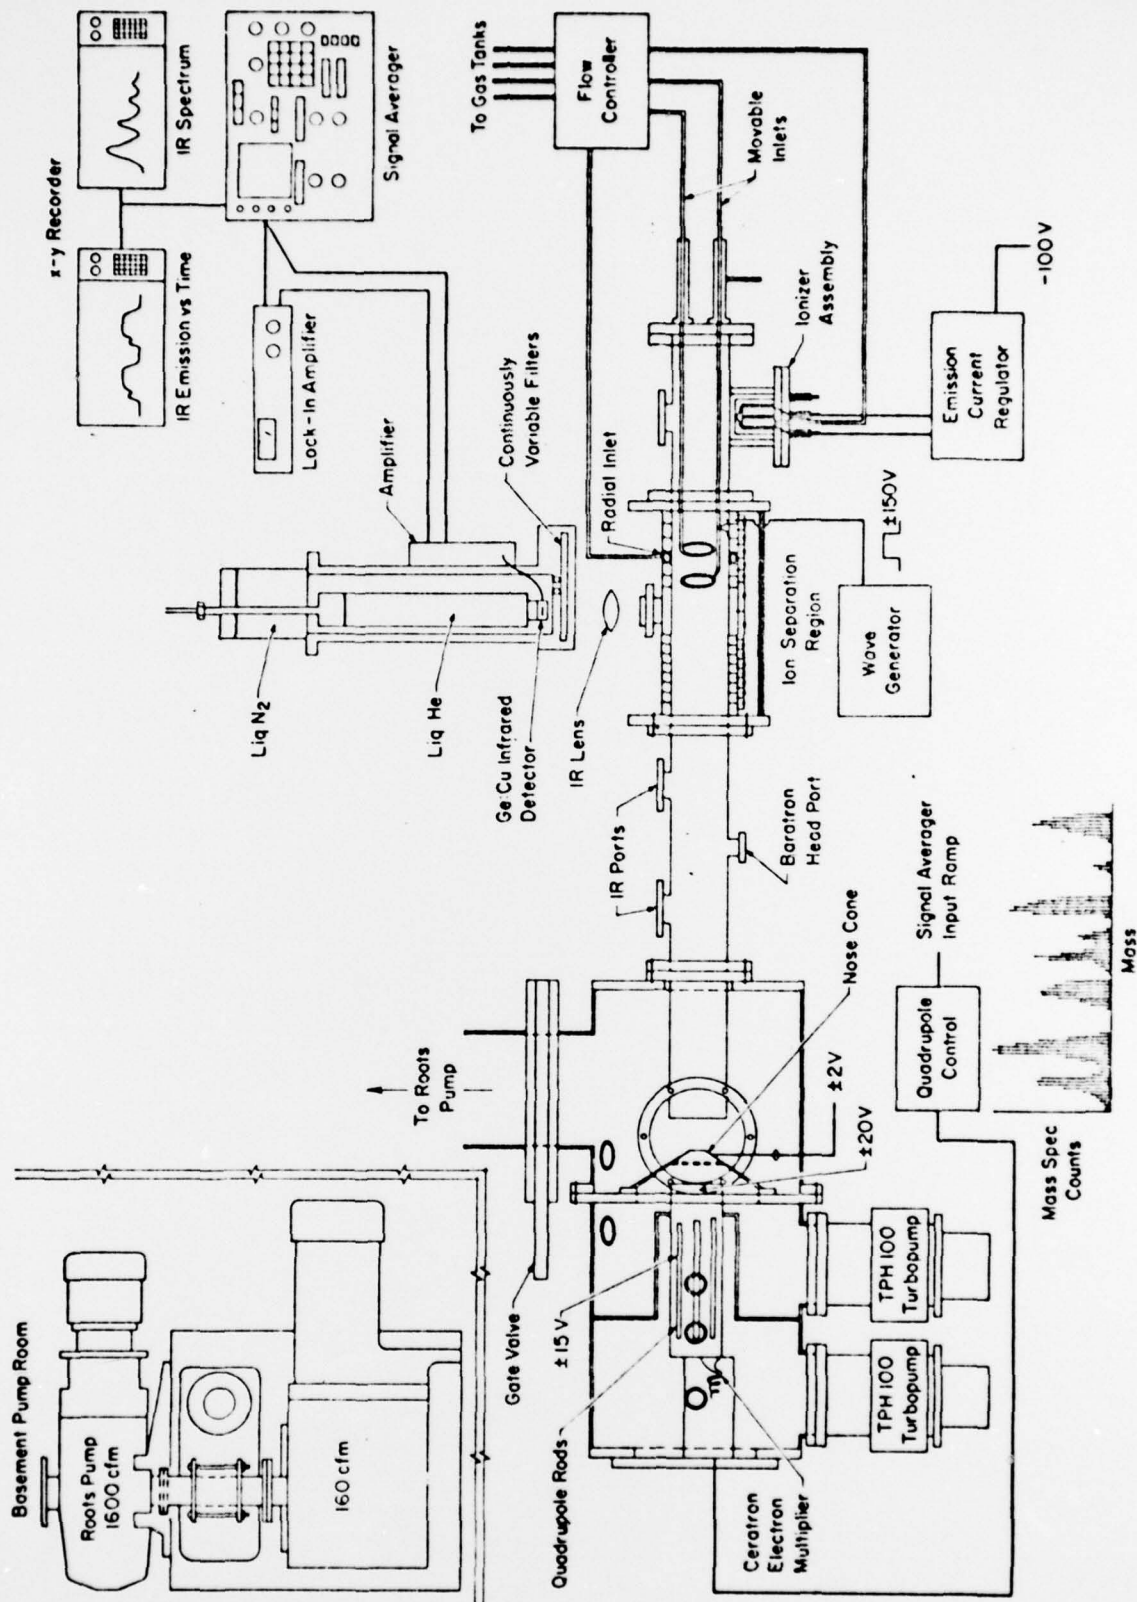 Basement Pump Room
Roots Pump
1600 cfm
160 cfm
x-y Recorder
IR Emission vs Time
IR Spectrum
Lock-In Amplifier
Signal Averager
Liq N2
Liq He
Amplifier
Continuously
Variable Filters
Ge:Cu Infrared
Detector
IR Lens
Radial Inlet
To Gas Tanks
Flow
Controller
Movable
Inlets
To Roots
Pump
Gate Valve
IR Ports
Baratron
Head Port
Ion Separation
Region
Ionizer
Assembly
Wave
Generator
±150V
Emission
Current
Regulator
-100V
Quadrupole Rods
±15V
Nose Cone
±2V
±20V
Ceratron
Electron
Multiplier
TPH 100
Turbopump
TPH 100
Turbopump
Quadrupole
Control
Signal Averager
Input Ramp
Mass Spec
Counts
Mass